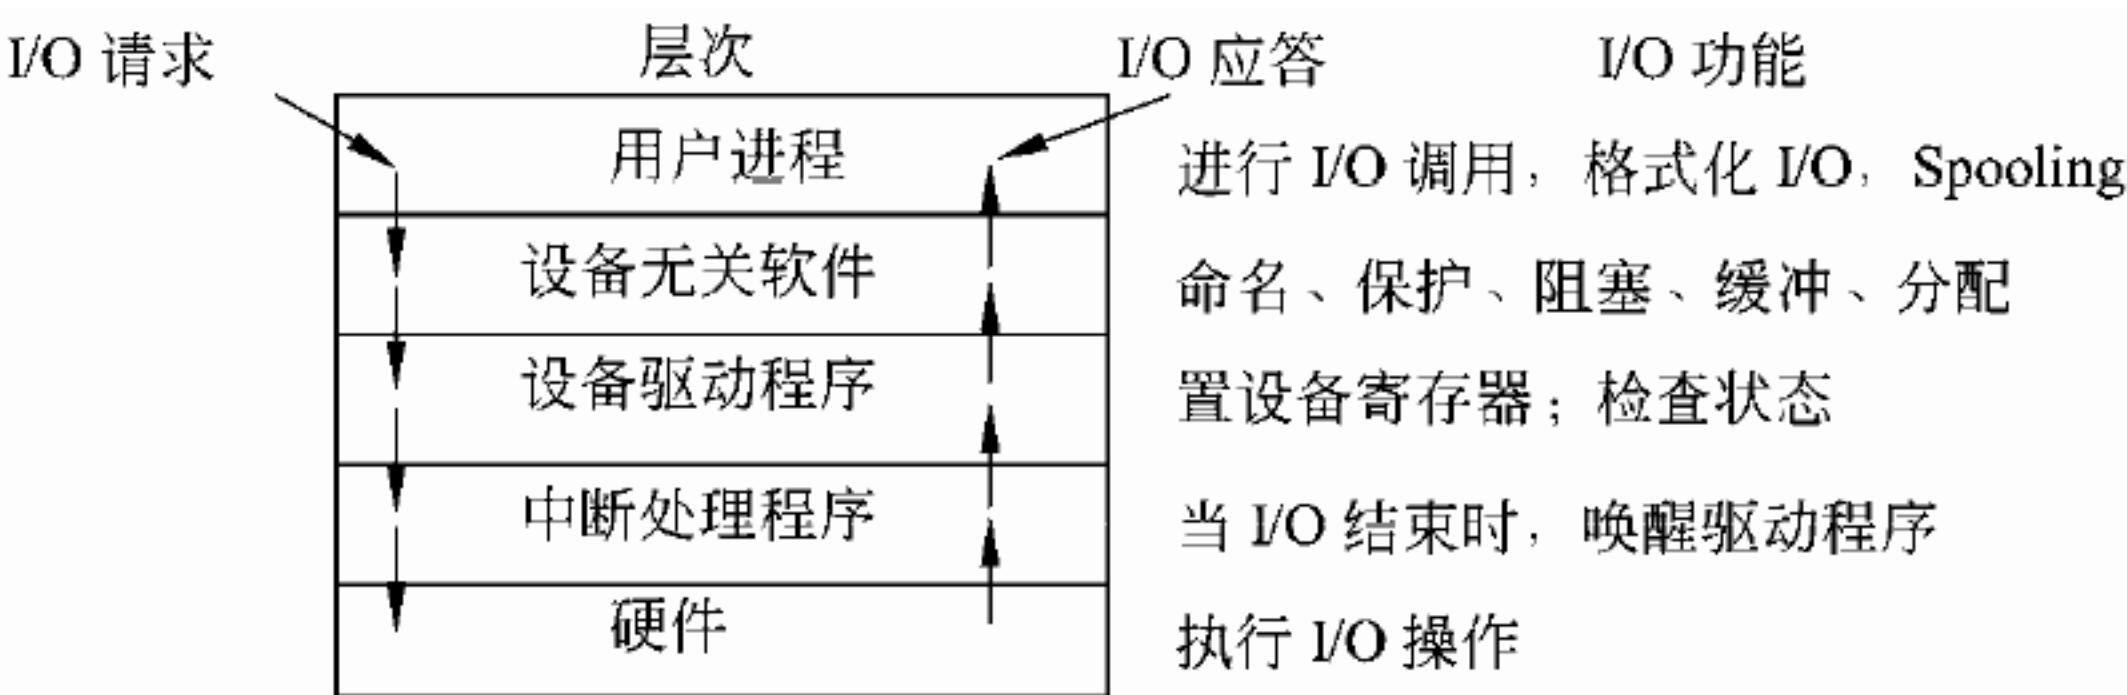 I/O 请求 层次 I/O 应答 I/O 功能
用户进程 进行 I/O 调用，格式化 I/O，Spooling
设备无关软件 命名、保护、阻塞、缓冲、分配
设备驱动程序 置设备寄存器；检查状态
中断处理程序 当 I/O 结束时，唤醒驱动程序
硬件 执行 I/O 操作